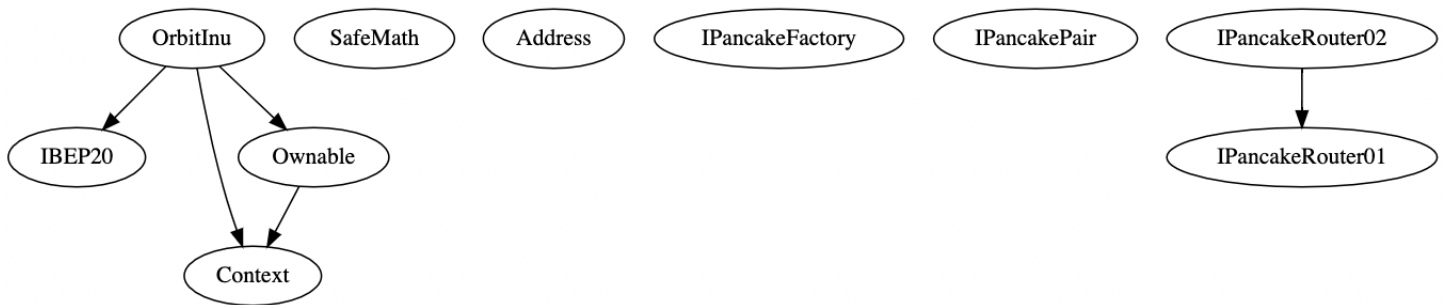 OrbitInu
SafeMath
Address
IPancakeFactory
IPancakePair
IPancakeRouter02
IBEP20
Ownable
IPancakeRouter01
Context